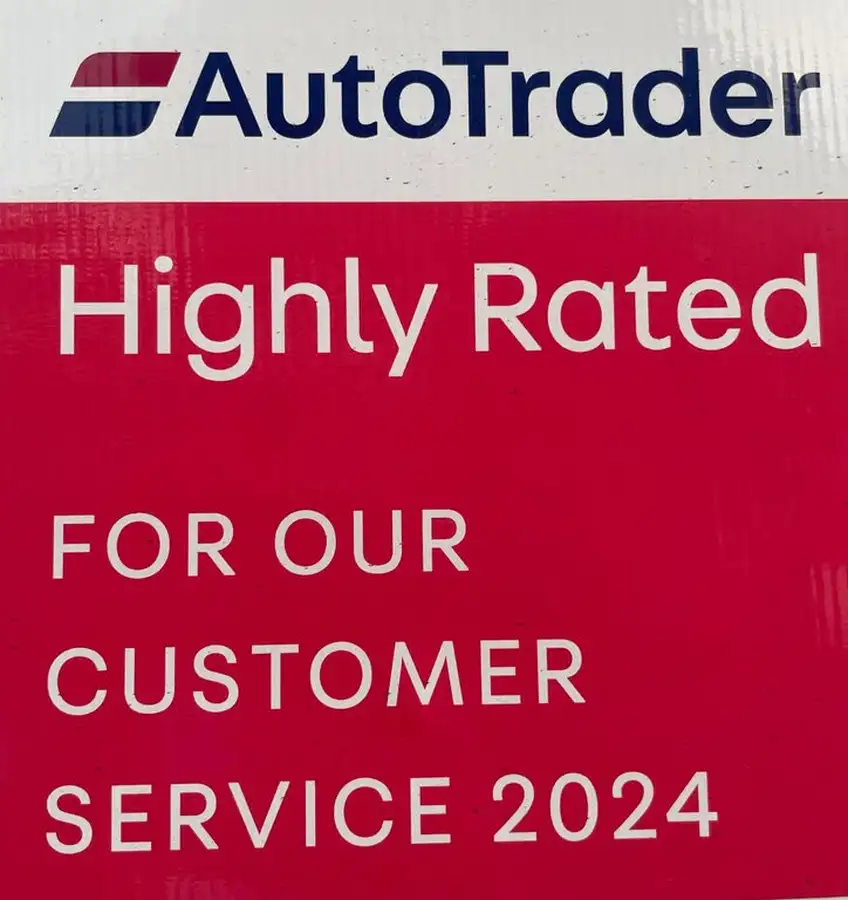 AutoTrader
Highly Rated
FOR OUR
CUSTOMER
SERVICE 2024